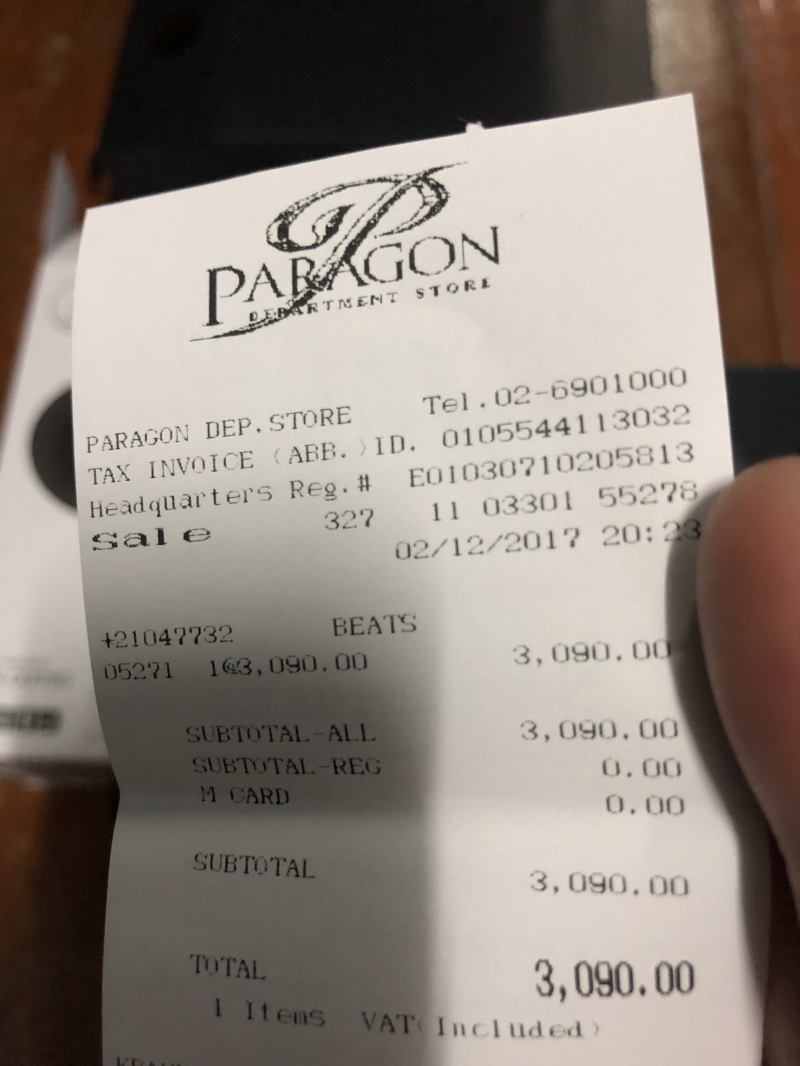 PARAGON
DEPARTMENT STORE
PARAGON DEP.STORE Tel.02-6901000
TAX INVOICE (ABB.)ID. 0105544113032
Headquarters Reg.# E01030710205813
Sale 327 11 03301 55278
02/12/2017 20:23
+21047732 BEATS
05271 1@3,090.00 3,090.00
SUBTOTAL-ALL 3,090.00
SUBTOTAL-REG 0.00
M CARD 0.00
SUBTOTAL 3,090.00
TOTAL 3,090.00
1 Items VAT(Included)